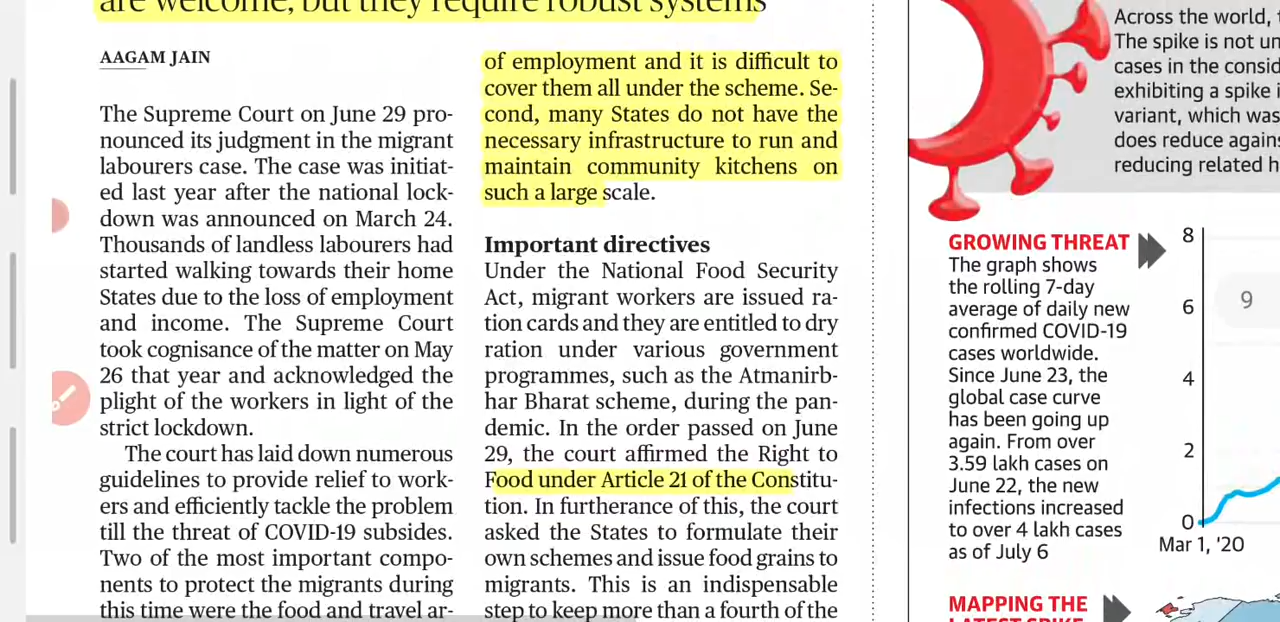 are welcome, but they require robust systems
AAGAM JAIN
The Supreme Court on June 29 pro-
nounced its judgment in the migrant
labourers case. The case was initiat-
ed last year after the national lock-
down was announced on March 24.
Thousands of landless labourers had
started walking towards their home
States due to the loss of employment
and income. The Supreme Court
took cognisance of the matter on May
26 that year and acknowledged the
plight of the workers in light of the
strict lockdown.
The court has laid down numerous
guidelines to provide relief to work-
ers and efficiently tackle the problem
till the threat of COVID-19 subsides.
Two of the most important compo-
nents to protect the migrants during
this time were the food and travel ar-
of employment and it is difficult to
cover them all under the scheme. Se-
cond, many States do not have the
necessary infrastructure to run and
maintain community kitchens on
such a large scale.
Important directives
Under the National Food Security
Act, migrant workers are issued ra-
tion cards and they are entitled to dry
ration under various government
programmes, such as the Atmanirb-
har Bharat scheme, during the pan-
demic. In the order passed on June
29, the court affirmed the Right to
Food under Article 21 of the Constitu-
tion. In furtherance of this, the court
asked the States to formulate their
own schemes and issue food grains to
migrants. This is an indispensable
step to keep more than a fourth of the
Across the world,
The spike is not
cases in the
exhibiting a spike
variant, which was
does reduce
reducing related
GROWING THREAT
The graph shows
the rolling 7-day
average of daily new
confirmed COVID-19
cases worldwide.
Since June 23, the
global case curve
has been going up
again. From over
3.59 lakh cases on
June 22, the new
infections increased
to over 4 lakh cases
as of July 6
8
6
4
2
0
Mar 1, '20
9
MAPPING THE
LATEST SPIKE